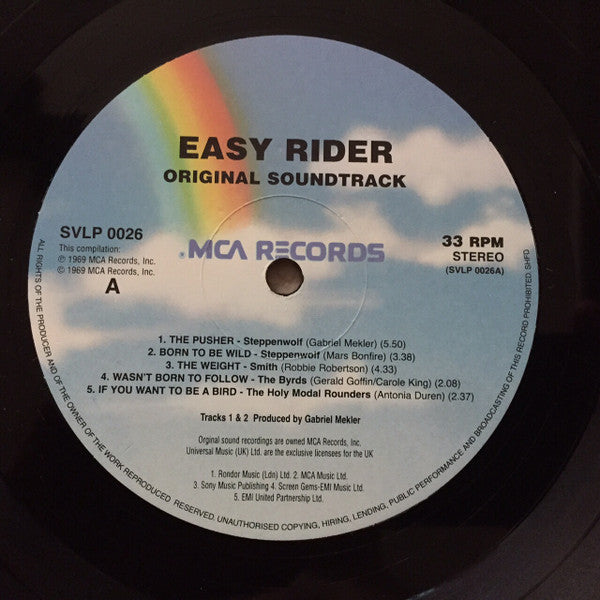 EASY RIDER
ORIGINAL SOUNDTRACK
SVLP 0026
This compilation:
℗ 1969 MCA Records, Inc.
© 1969 MCA Records, Inc.
A
MCA RECORDS
33 RPM
STEREO
(SVLP 0026A)
1. THE PUSHER - Steppenwolf (Gabriel Mekler) (5.50)
2. BORN TO BE WILD - Steppenwolf (Mars Bonfire) (3.38)
3. THE WEIGHT - Smith (Robbie Robertson) (4.33)
4. WASN'T BORN TO FOLLOW - The Byrds (Gerald Goffin/Carole King) (2.08)
5. IF YOU WANT TO BE A BIRD - The Holy Modal Rounders (Antonia Duren) (2.37)
Tracks 1 & 2 Produced by Gabriel Mekler
Orginal sound recordings are owned MCA Records, Inc.
Universal Music (UK) Ltd. are the exclusive licensees for the UK
1. Rondor Music (Ldn) Ltd. 2. MCA Music Ltd.
3. Sony Music Publishing 4. Screen Gems-EMI Music Ltd.
5. EMI United Partnership Ltd.
ALL RIGHTS OF THE PRODUCER AND OF THE OWNER OF THE WORK REPRODUCED RESERVED. UNAUTHORISED COPYING, HIRING, LENDING, PUBLIC PERFORMANCE AND BROADCASTING OF THIS RECORD PROHIBITED. SHFD